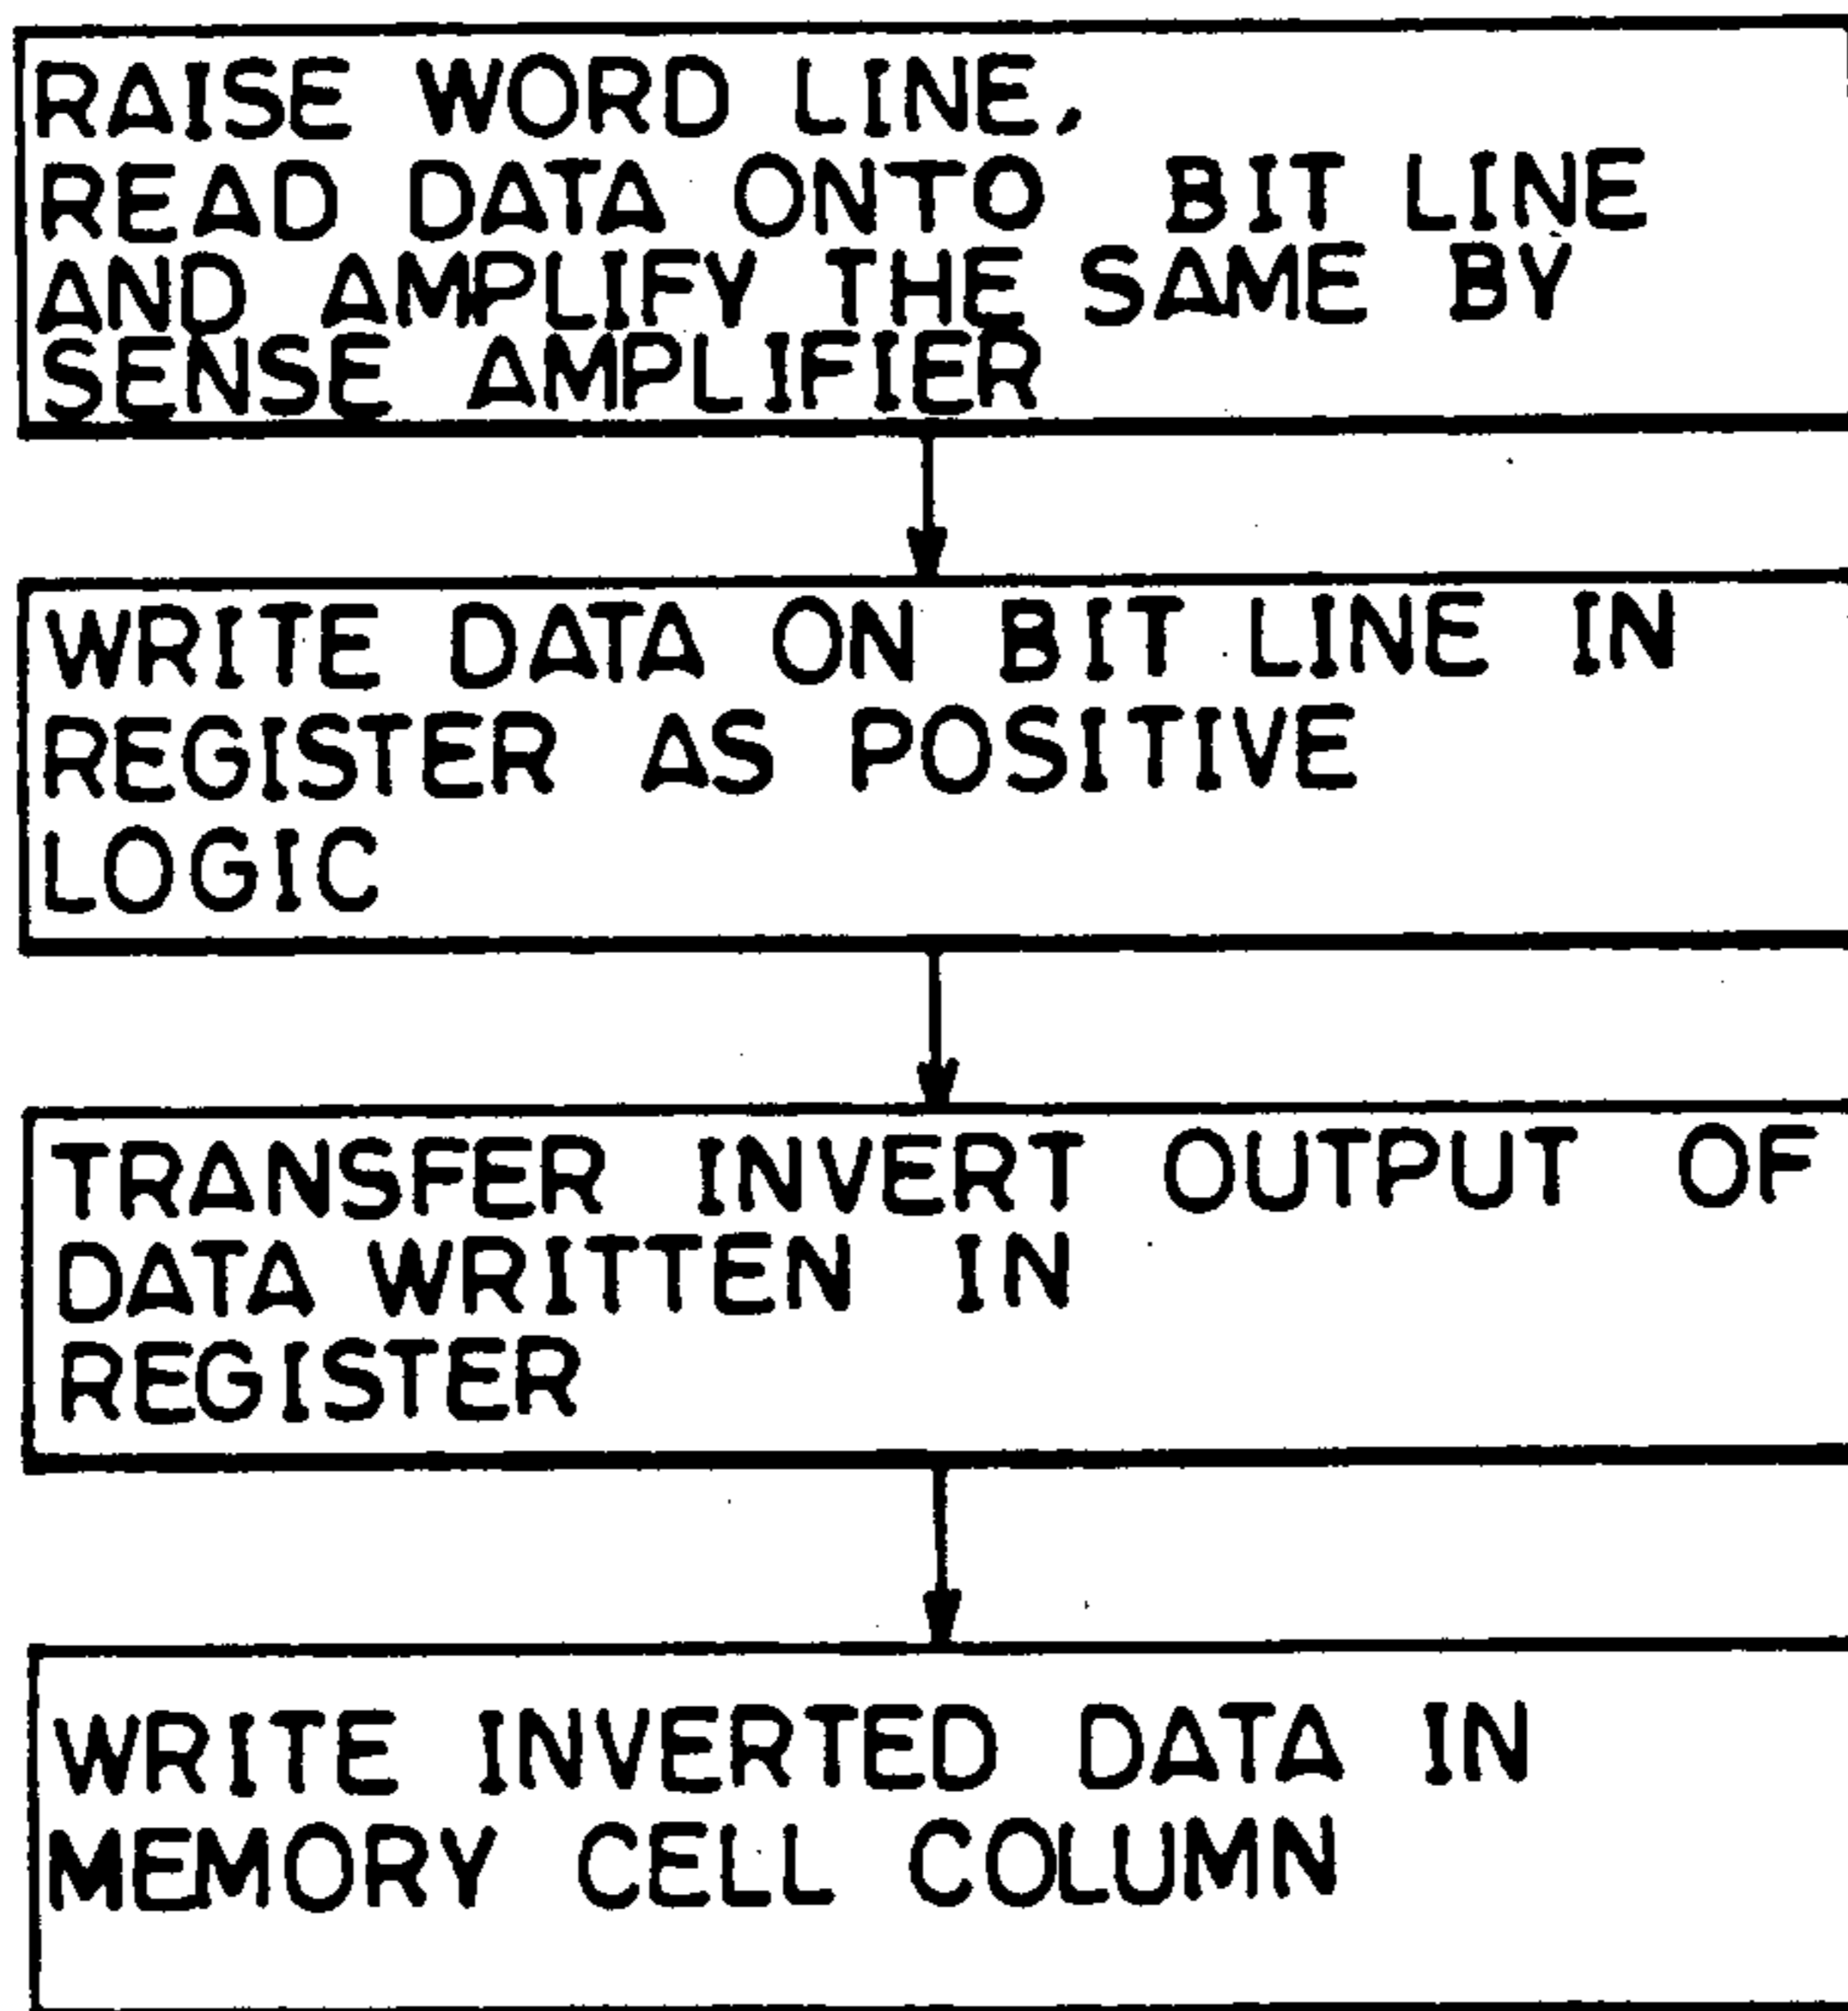 RAISE WORD LINE,
READ DATA ONTO BIT LINE
AND AMPLIFY THE SAME BY
SENSE AMPLIFIER
WRITE DATA ON BIT LINE IN
REGISTER AS POSITIVE
LOGIC
TRANSFER INVERT OUTPUT OF
DATA WRITTEN IN
REGISTER
WRITE INVERTED DATA IN
MEMORY CELL COLUMN